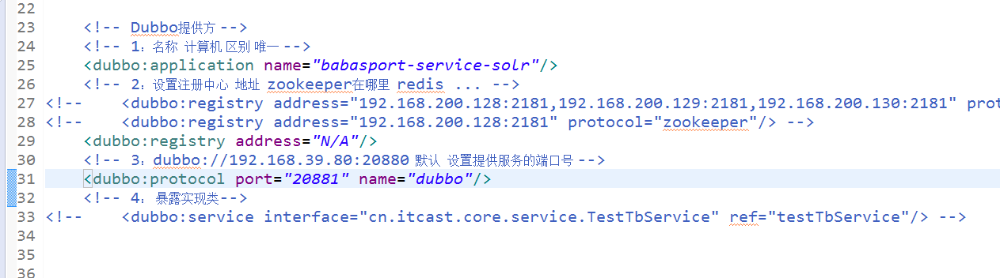 22
23 <!-- Dubbo提供方 -->
24 <!-- 1：名称 计算机 区别 唯一 -->
25 <dubbo:application name="babasport-service-solr"/>
26 <!-- 2：设置注册中心 地址 zookeeper在哪里 redis ... -->
27 <!-- <dubbo:registry address="192.168.200.128:2181,192.168.200.129:2181,192.168.200.130:2181" prot
28 <!-- <dubbo:registry address="192.168.200.128:2181" protocol="zookeeper"/> -->
29 <dubbo:registry address="N/A"/>
30 <!-- 3：dubbo://192.168.39.80:20880 默认 设置提供服务的端口号 -->
31 <dubbo:protocol port="20881" name="dubbo"/>
32 <!-- 4： 暴露实现类-->
33 <!-- <dubbo:service interface="cn.itcast.core.service.TestTbService" ref="testTbService"/> -->
34
35
36